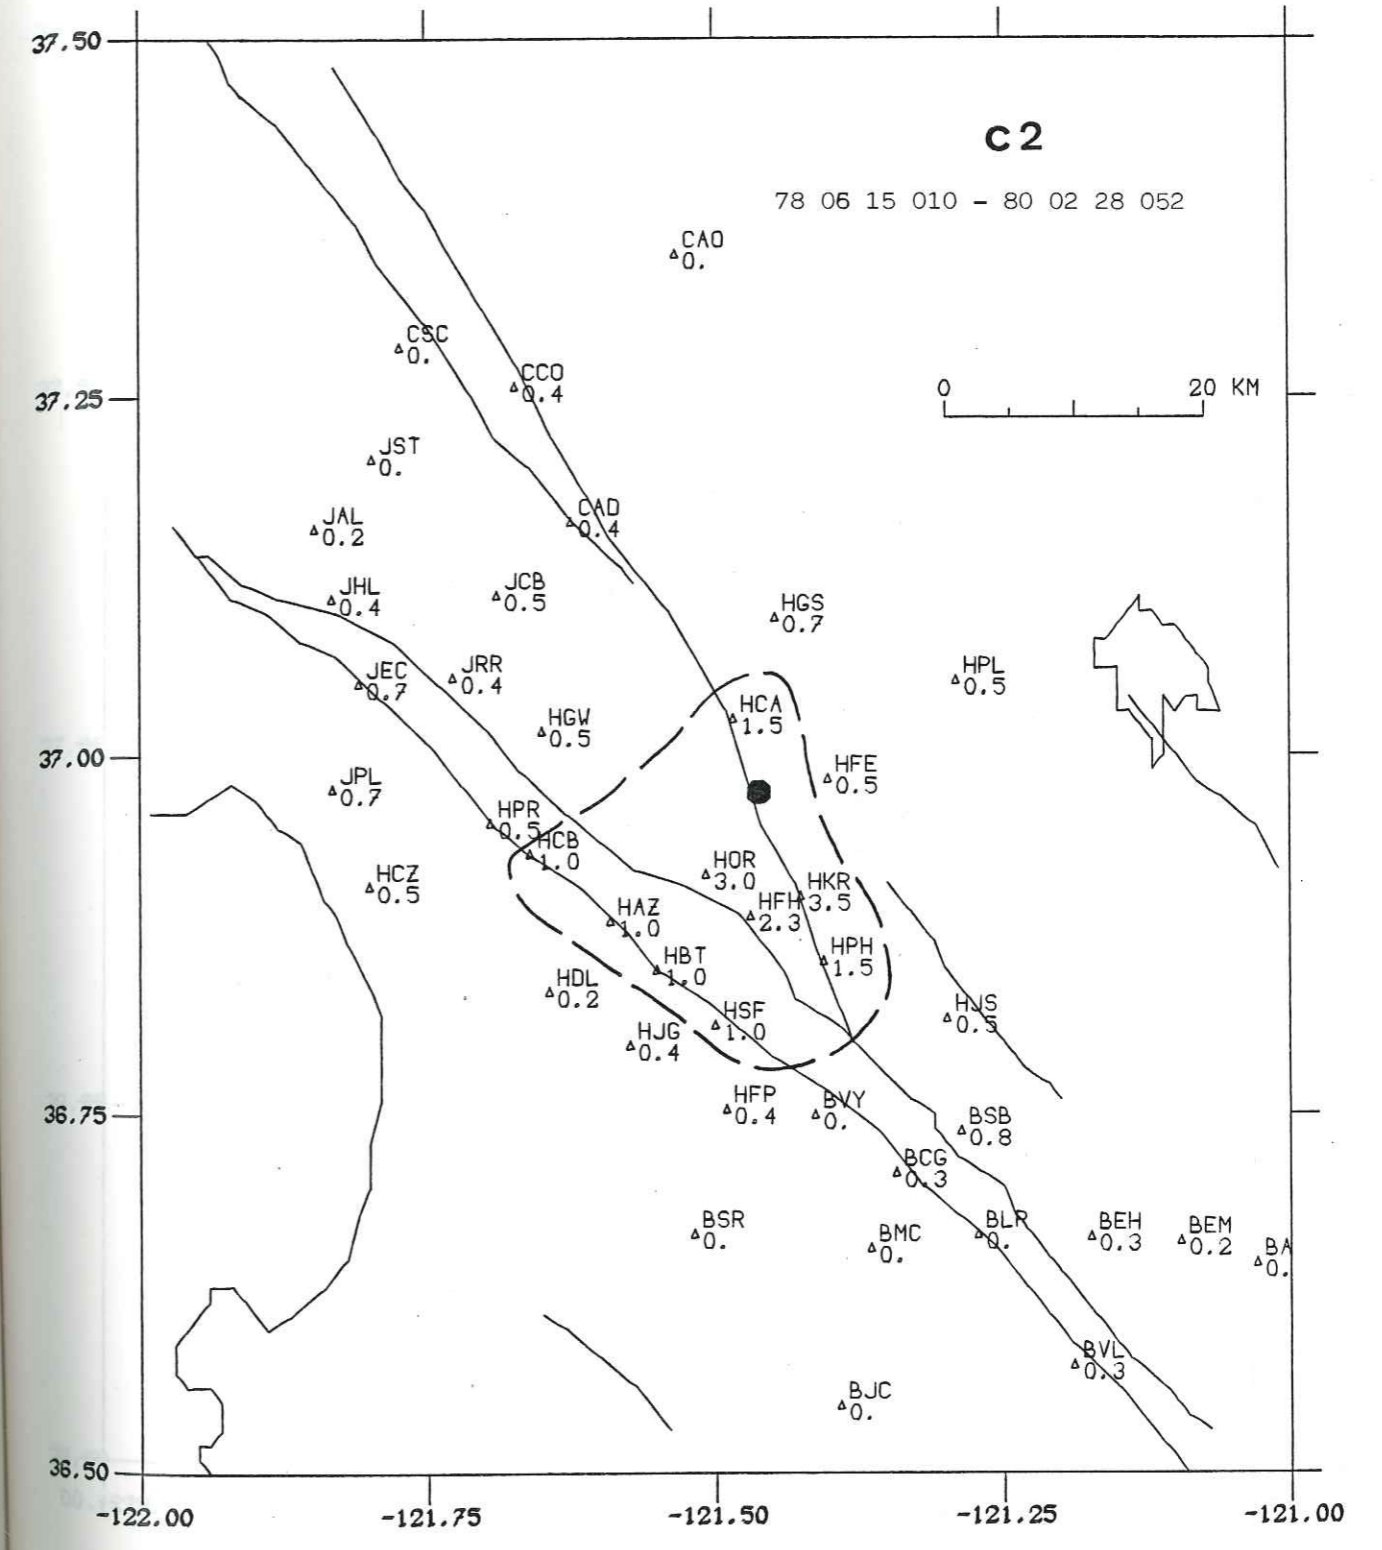 37.50
C2
78 06 15 010 - 80 02 28 052
CAO
0.
CSC
0.
CCO
0.4
37.25
0 20 KM
JST
0.
CAD
0.4
JAL
0.2
JHL
0.4
JCB
0.5
HGS
0.7
JEC
0.7
JRR
0.4
HPL
0.5
HGW
0.5
HCA
1.5
37.00
HFE
0.5
JPL
0.7
HPR
0.5
HCB
1.0
HCZ
0.5
HOR
3.0
HKR
3.5
HFH
2.3
HAZ
1.0
HPH
1.5
HBT
1.0
HDL
0.2
HSF
1.0
HJS
0.5
HJG
0.4
36.75
HFP
0.4
BVY
0.
BSB
0.8
BCG
0.3
BSR
0.
BMC
0.
BLR
0.
BEH
0.3
BEM
0.2
BA
0.
BVL
0.3
BJC
0.
36.50
-122.00 -121.75 -121.50 -121.25 -121.00